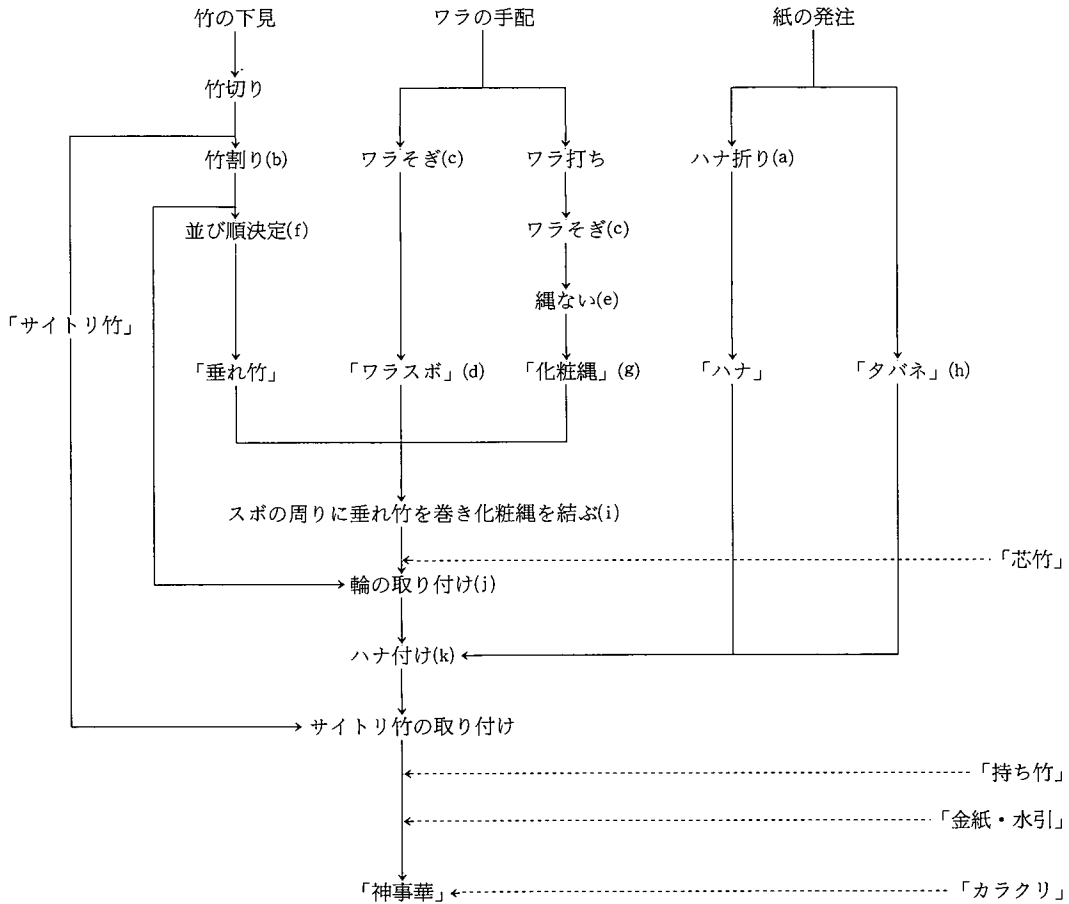 竹の下見
ワラの手配
紙の発注
竹切り
竹割り(b)
ワラそぎ(c)
ワラ打ち
ハナ折り(a)
並び順決定(f)
ワラそぎ(c)
縄ない(e)
「サイトリ竹」
「垂れ竹」
「ワラスボ」(d)
「化粧縄」(g)
「ハナ」
「タバネ」(h)
スボの周りに垂れ竹を巻き化粧縄を結ぶ(i)
「芯竹」
輪の取り付け(j)
ハナ付け(k)
サイトリ竹の取り付け
「持ち竹」
「金紙・水引」
「神事華」
「カラクリ」